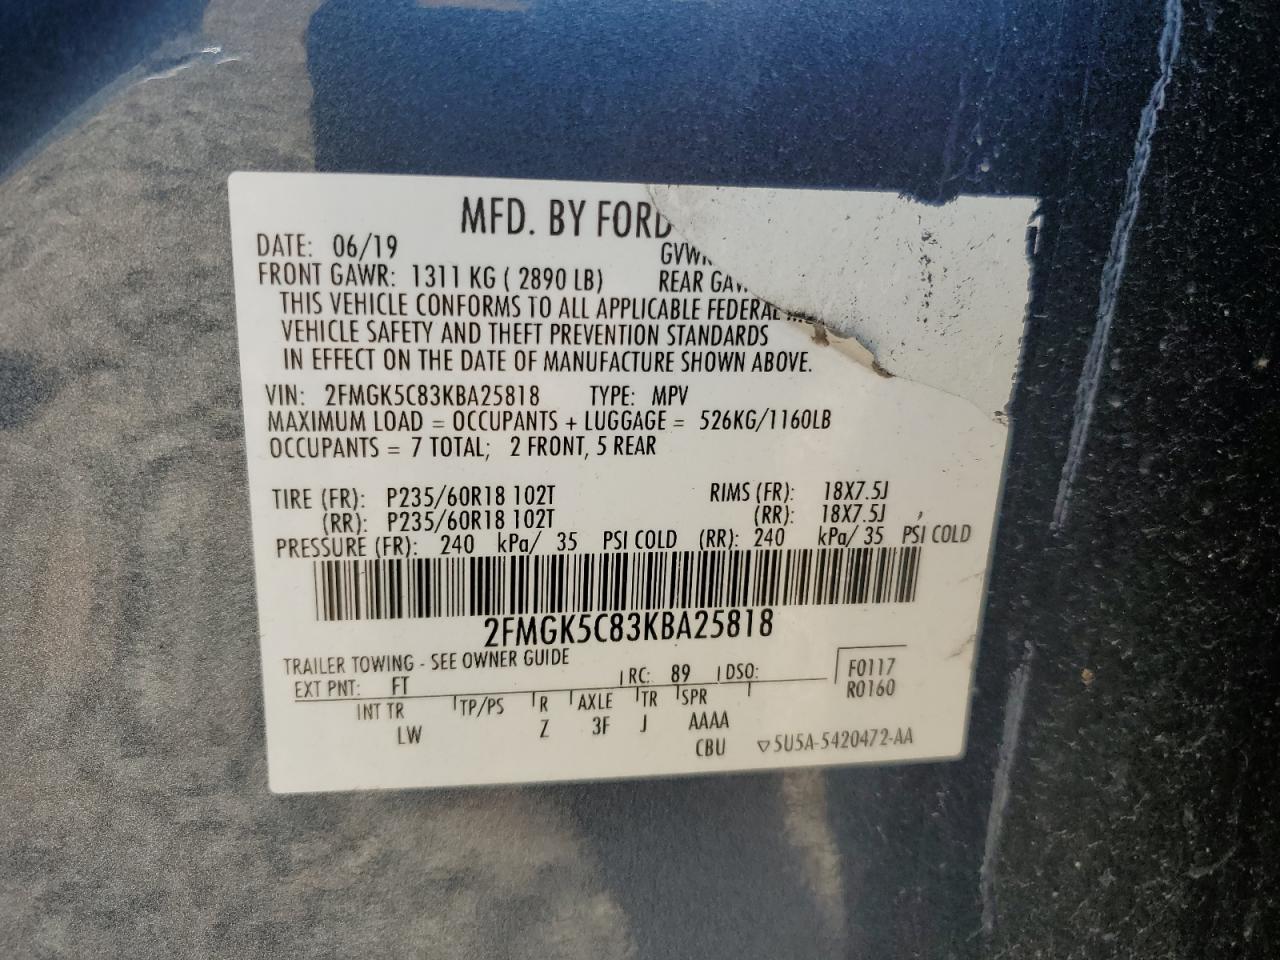 MFD. BY FORD
DATE: 06/19 GVWR
FRONT GAWR: 1311 KG ( 2890 LB) REAR
THIS VEHICLE CONFORMS TO ALL APPLICABLE FEDERAL
VEHICLE SAFETY AND THEFT PREVENTION STANDARDS
IN EFFECT ON THE DATE OF MANUFACTURE SHOWN ABOVE.
VIN: 2FMGK5C83KBA25818 TYPE: MPV
MAXIMUM LOAD = OCCUPANTS + LUGGAGE = 526KG/1160LB
OCCUPANTS = 7 TOTAL; 2 FRONT, 5 REAR
TIRE (FR): P235/60R18 102T RIMS (FR): 18X7.5J
(RR): P235/60R18 102T (RR): 18X7.5J
PRESSURE (FR): 240 kPa/ 35 PSI COLD (RR): 240 kPa/ 35 PSI COLD
2FMGK5C83KBA25818
TRAILER TOWING - SEE OWNER GUIDE
EXT PNT: FT RC: 89 DSO: F0117
R0160
INT TR TP/PS R AXLE TR SPR
LW Z 3F J AAAA
CBU ▽5U5A-5420472-AA